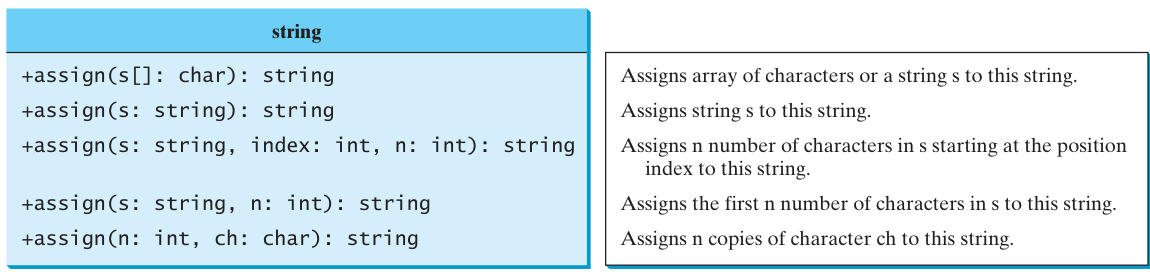 string
+assign(s[]: char): string
Assigns array of characters or a string s to this string.
+assign(s: string): string
Assigns string s to this string.
+assign(s: string, index: int, n: int): string
Assigns n number of characters in s starting at the position
index to this string.
+assign(s: string, n: int): string
Assigns the first n number of characters in s to this string.
+assign(n: int, ch: char): string
Assigns n copies of character ch to this string.